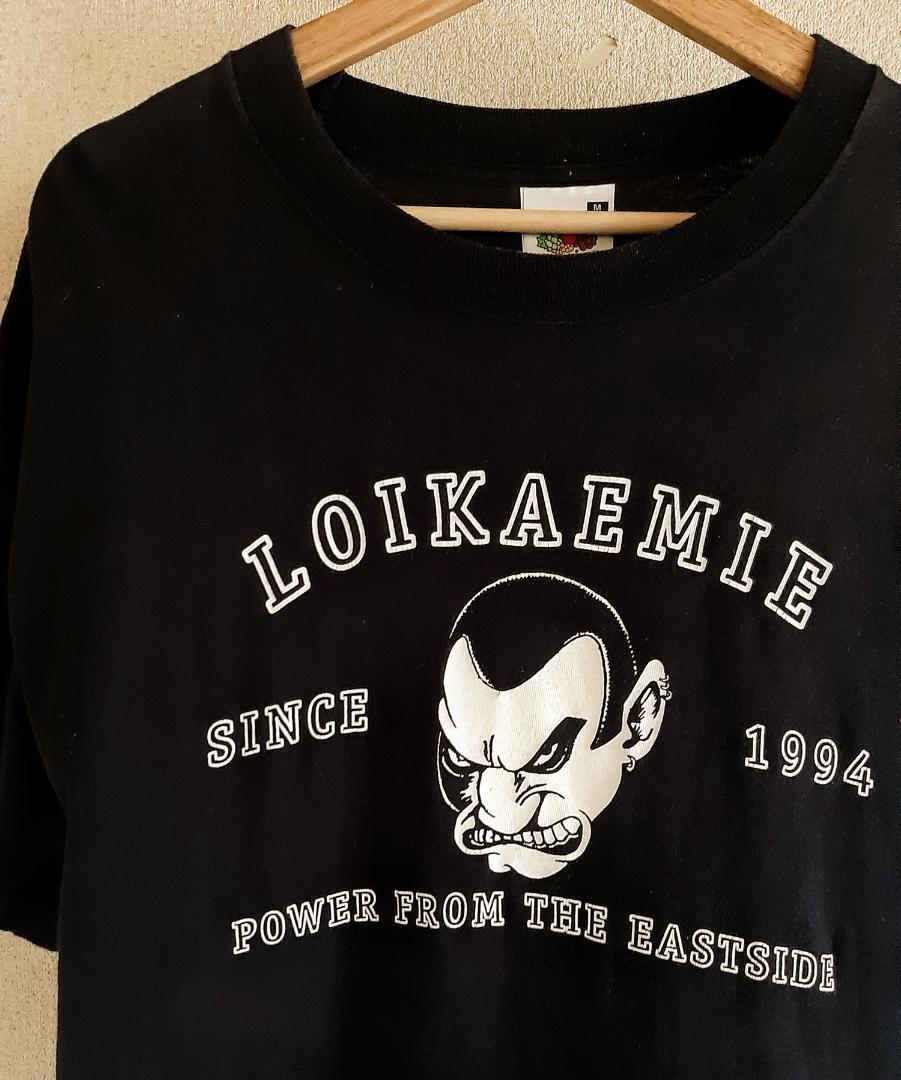 M
LOIKAEMIE
SINCE
1994
POWER FROM THE EASTSIDE